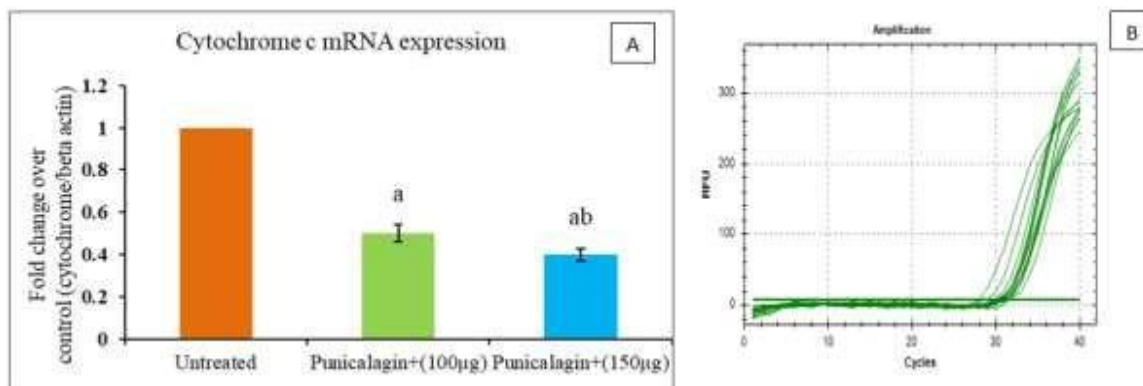 Cytochrome c mRNA expression
A
Fold change over
control (cytochrome/beta actin)
1.2
1
0.8
0.6
0.4
0.2
0
a
ab
Untreated
Punicalagin+(100µg)
Punicalagin+(150µg)
B
Amplification
RFU
300
200
100
0
0
10
20
30
40
Cycles